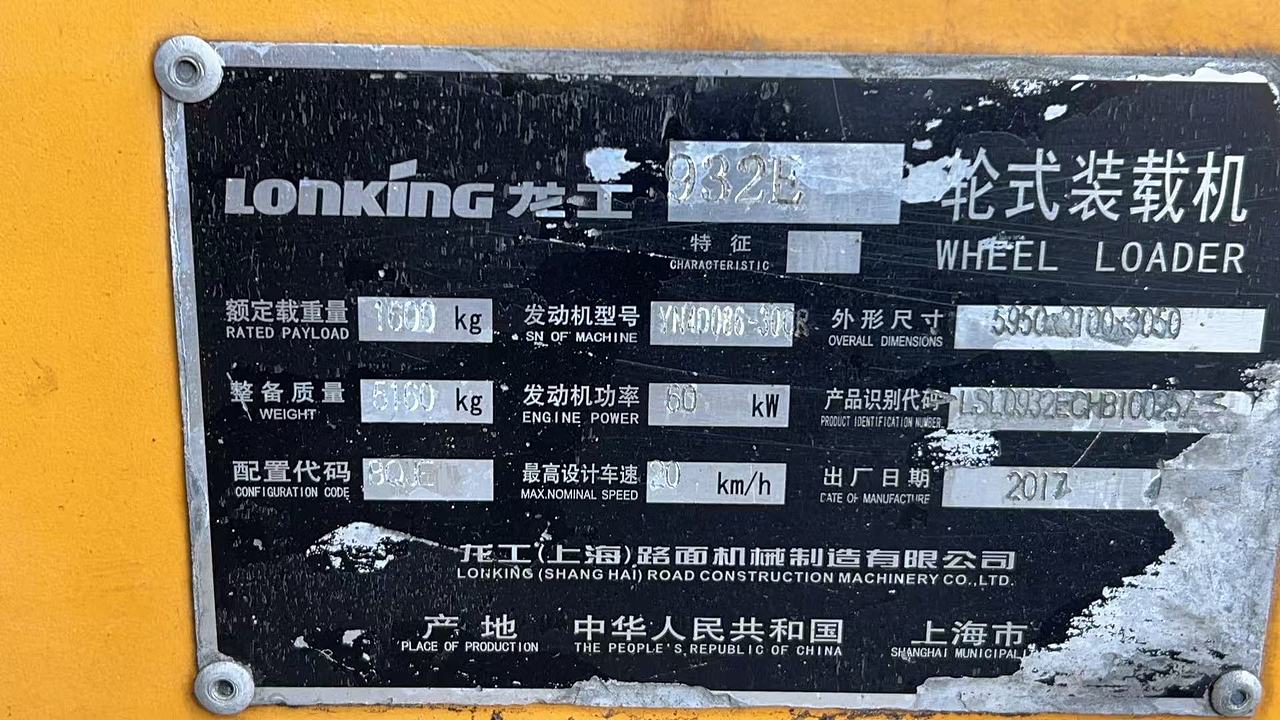 LONKING 龙工 932E 轮式装载机
特征
CHARACTERISTIC
WHEEL LOADER
额定载重量 kg 发动机型号 外形尺寸
RATED PAYLOAD SN OF MACHINE OVERALL DIMENSIONS 5950x2100x3050
整备质量 kg 发动机功率 60 kW 产品识别代码
WEIGHT ENGINE POWER PRODUCT IDENTIFICATION NUMBER
配置代码 最高设计车速 20 km/h 出厂日期 2017
CONFIGURATION CODE MAX.NOMINAL SPEED DATE OF MANUFACTURE
龙工(上海)路面机械制造有限公司
LONKING (SHANG HAI) ROAD CONSTRUCTION MACHINERY CO.,LTD.
产地 中华人民共和国 上海市
PLACE OF PRODUCTION THE PEOPLE'S REPUBLIC OF CHINA SHANGHAI